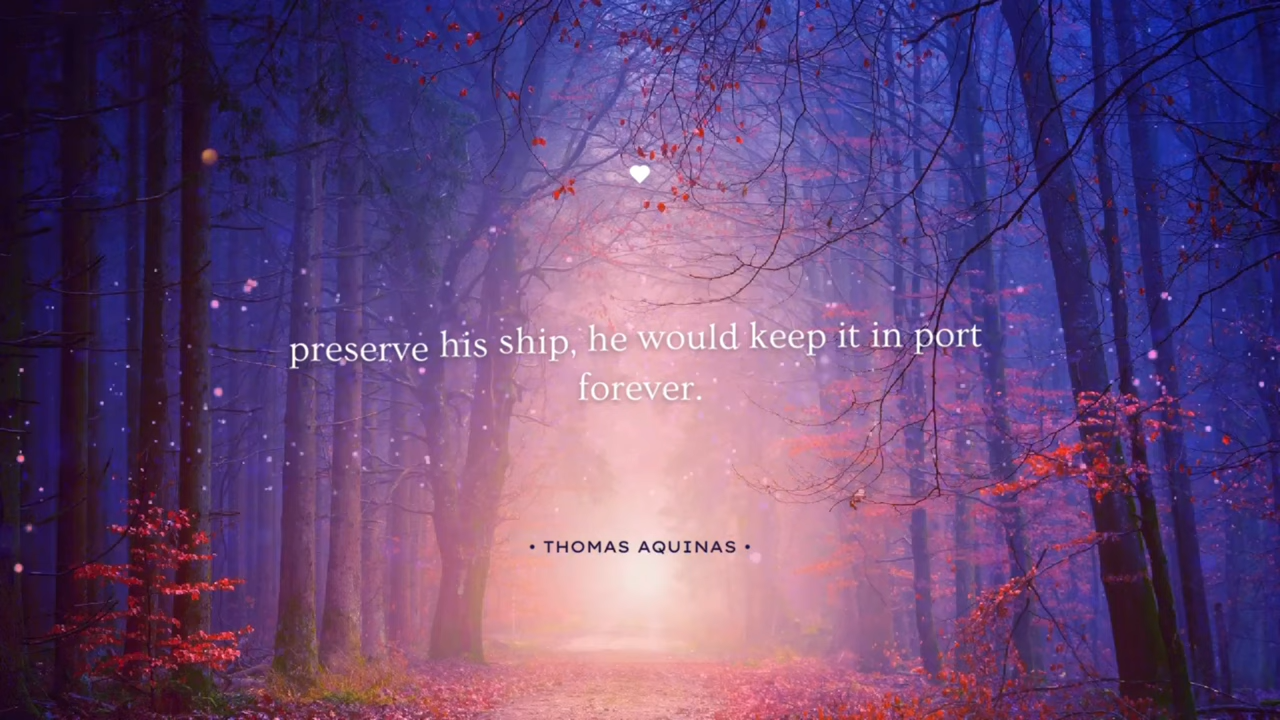 preserve his ship, he would keep it in port
forever.
• THOMAS AQUINAS •